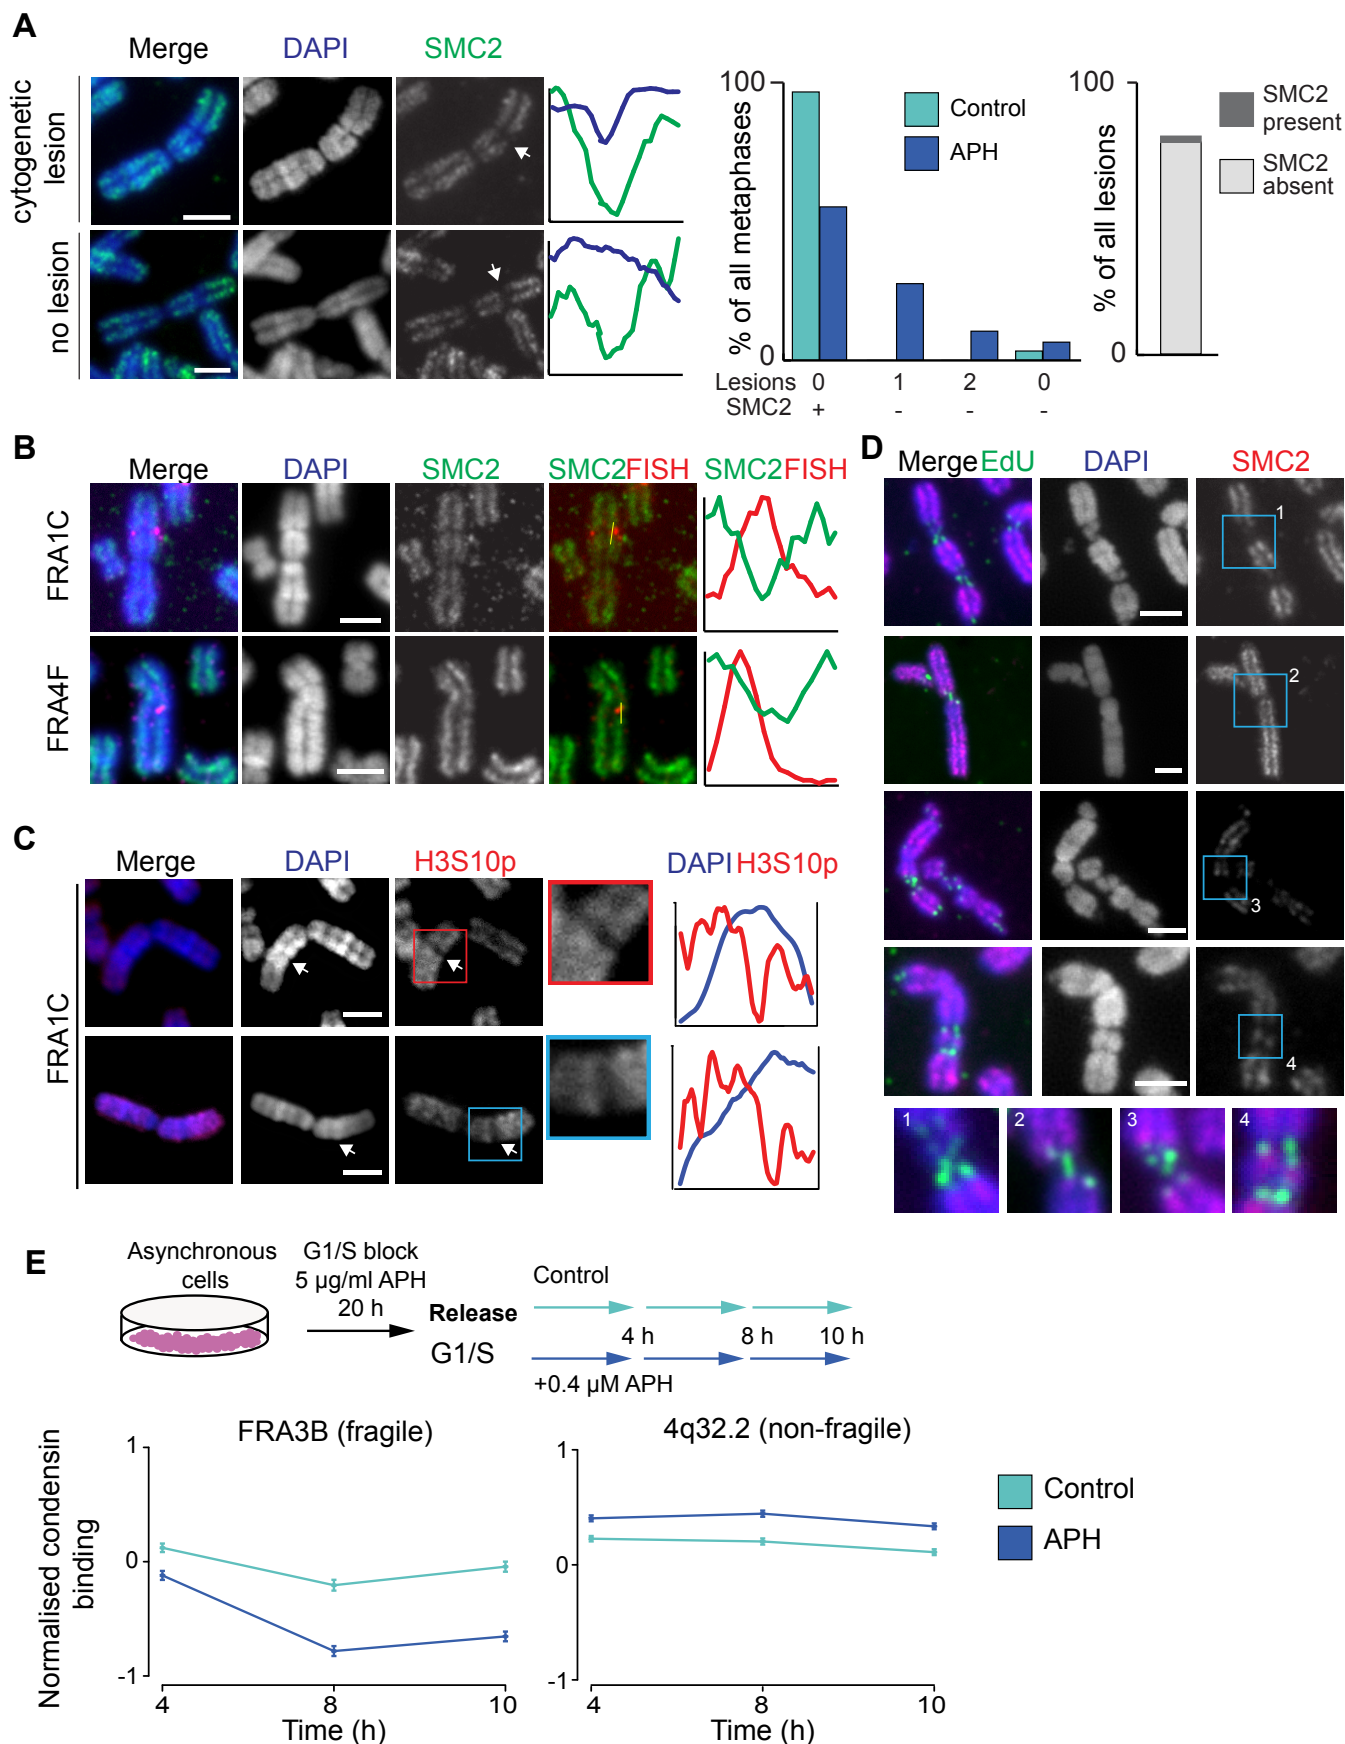 A
Merge DAPI SMC2
cytogenetic
lesion
no lesion
100
% of all metaphases
0
Control
APH
Lesions 0 1 2 0
SMC2 + - - -
100
% of all lesions
0
SMC2
present
SMC2
absent
B
Merge DAPI SMC2 SMC2FISH SMC2FISH
FRA1C
FRA4F
C
Merge DAPI H3S10p DAPI H3S10p
FRA1C
D
Merge EdU DAPI SMC2
1
2
3
4
1 2 3 4
E
Asynchronous
cells
G1/S block
5 µg/ml APH
20 h
Release
G1/S
Control
4 h 8 h 10 h
+0.4 µM APH
FRA3B (fragile)
Normalised condensin
binding
1
0
-1
4 8 10
Time (h)
4q32.2 (non-fragile)
1
0
-1
4 8 10
Time (h)
Control
APH